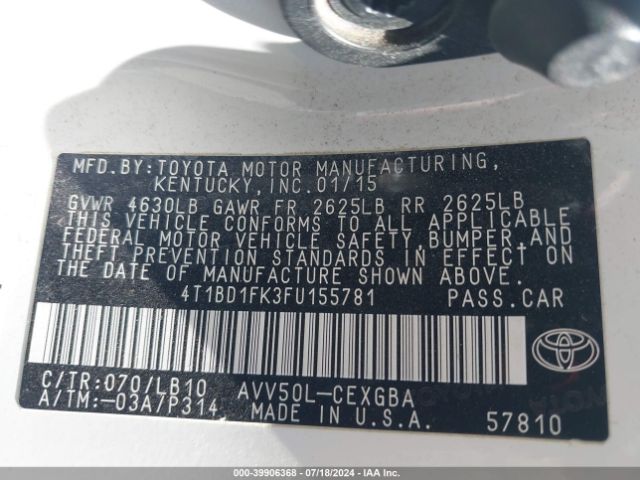 MFD.BY:TOYOTA MOTOR MANUFACTURING,
KENTUCKY,INC.01/15
GVWR 4630LB GAWR FR 2625LB RR 2625LB
THIS VEHICLE CONFORMS TO ALL APPLICABLE
FEDERAL MOTOR VEHICLE SAFETY,BUMPER,AND
THEFT PREVENTION STANDARDS IN EFFECT ON
THE DATE OF MANUFACTURE SHOWN ABOVE.
4T1BD1FK3FU155781 PASS.CAR
C/TR:070/LB10 AVV50L-CEXGBA
A/TM:-03A/P314 MADE IN U.S.A. 57810
View: OEM - 39906368 | 07/18/2024 | IAA Inc.